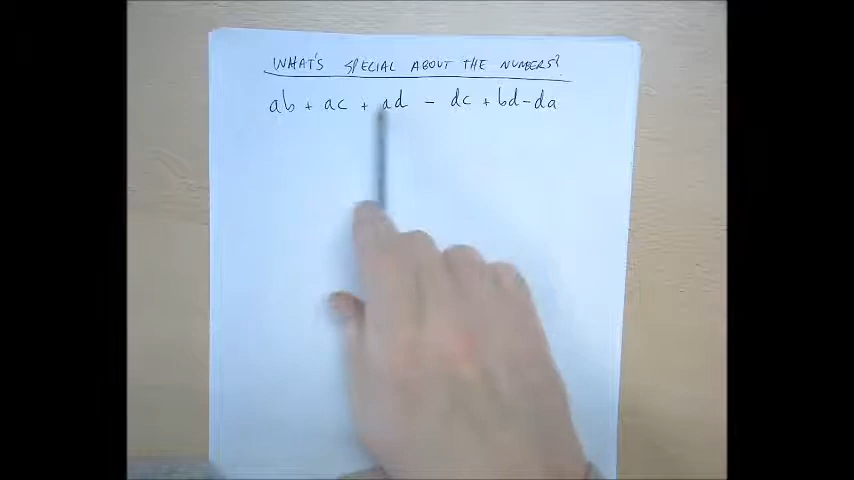 WHAT'S SPECIAL ABOUT THE NUMBERS?
ab + ac + ad - dc + bd - da